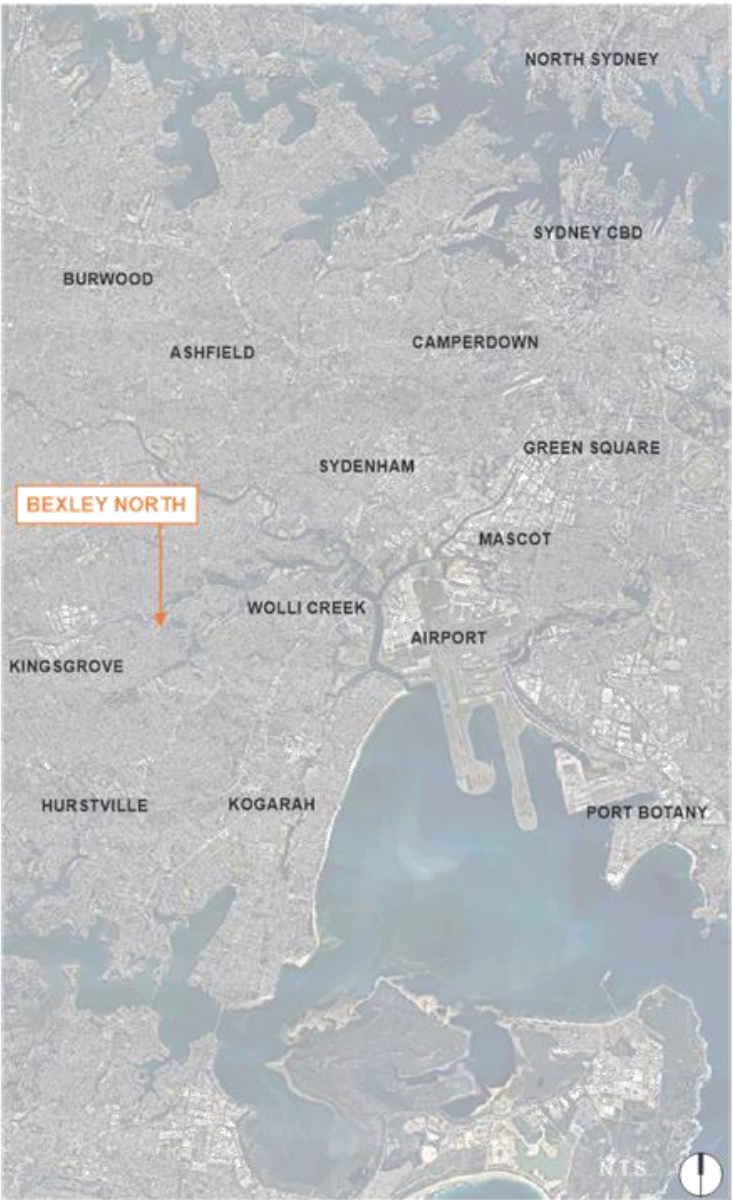 NORTH SYDNEY
SYDNEY CBD
BURWOOD
CAMPERDOWN
ASHFIELD
GREEN SQUARE
SYDENHAM
BEXLEY NORTH
MASCOT
WOLLI CREEK
AIRPORT
KINGSGROVE
HURSTVILLE
KOGARAH
PORT BOTANY
NTS